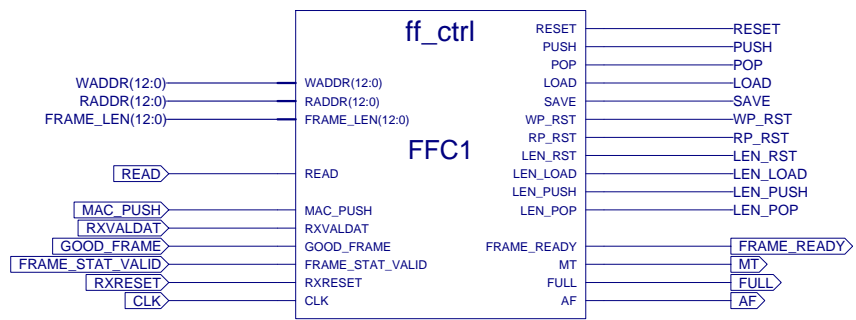 ff_ctrl
RESET RESET
PUSH PUSH
POP POP
WADDR(12:0) WADDR(12:0) LOAD LOAD
RADDR(12:0) RADDR(12:0) SAVE SAVE
FRAME_LEN(12:0) FRAME_LEN(12:0) WP_RST WP_RST
RP_RST RP_RST
FFC1
LEN_RST LEN_RST
READ READ LEN_LOAD LEN_LOAD
LEN_PUSH LEN_PUSH
MAC_PUSH MAC_PUSH LEN_POP LEN_POP
RXVALDAT RXVALDAT
GOOD_FRAME GOOD_FRAME FRAME_READY FRAME_READY
FRAME_STAT_VALID FRAME_STAT_VALID MT MT
RXRESET RXRESET FULL FULL
CLK CLK AF AF